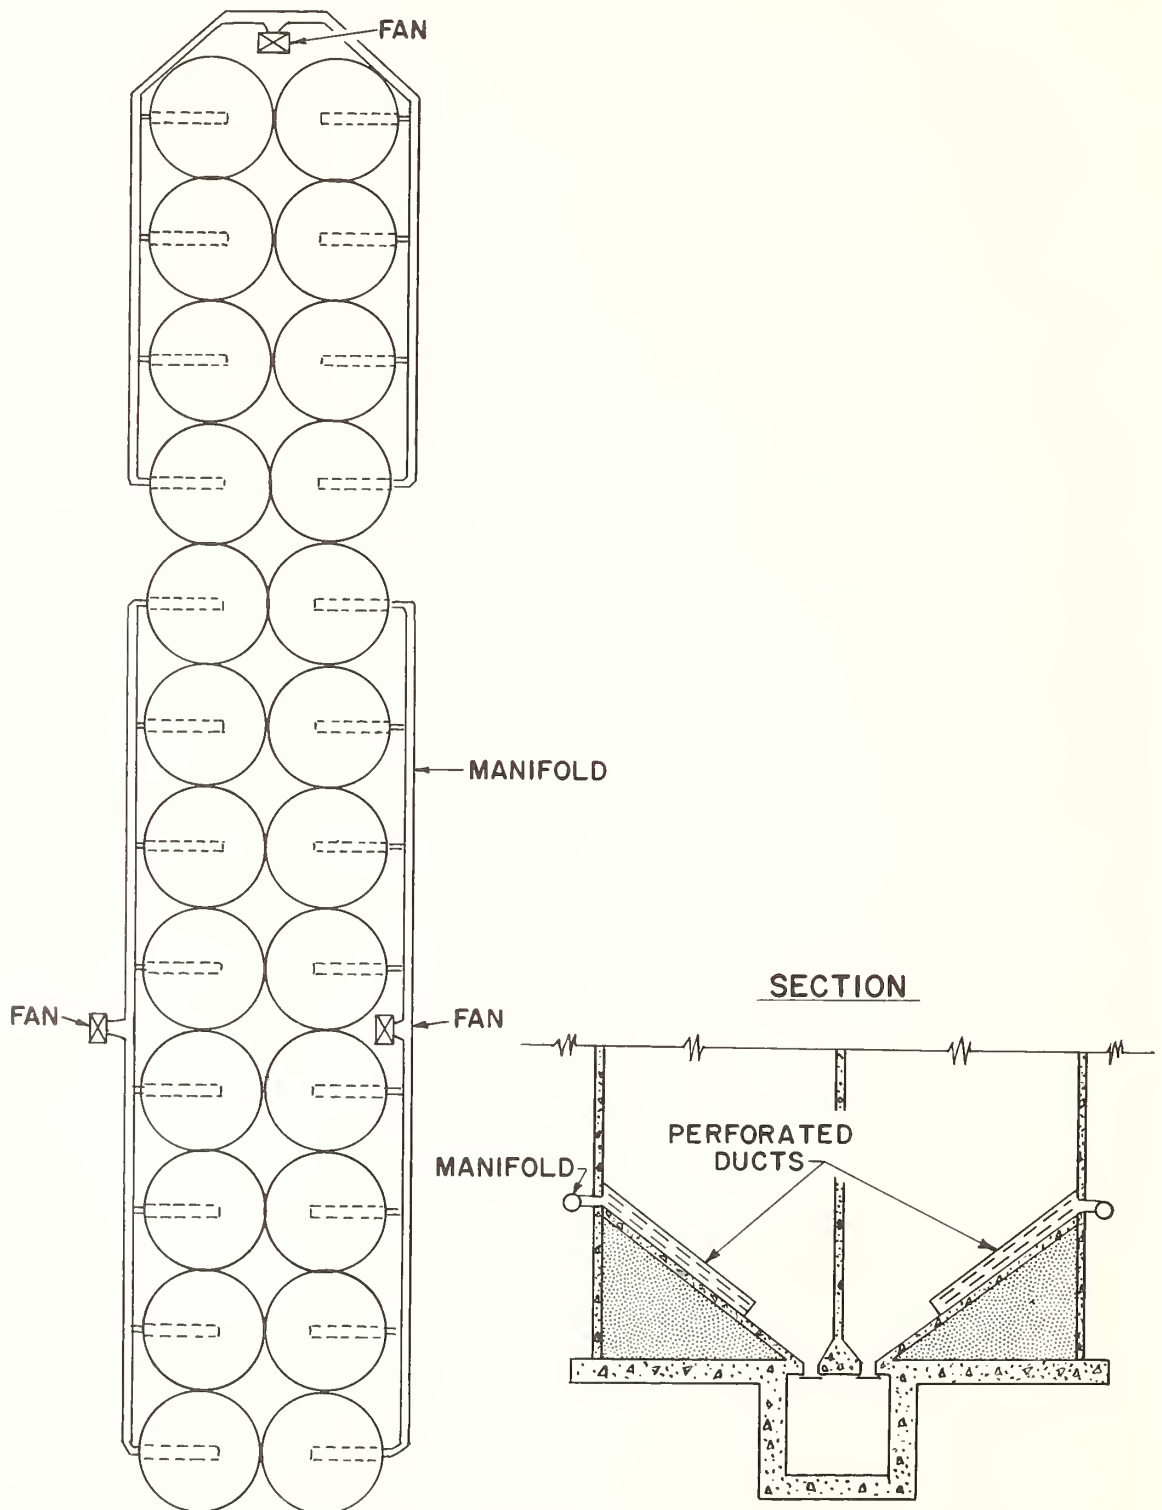 FAN
MANIFOLD
FAN
FAN
SECTION
PERFORATED
DUCTS
MANIFOLD